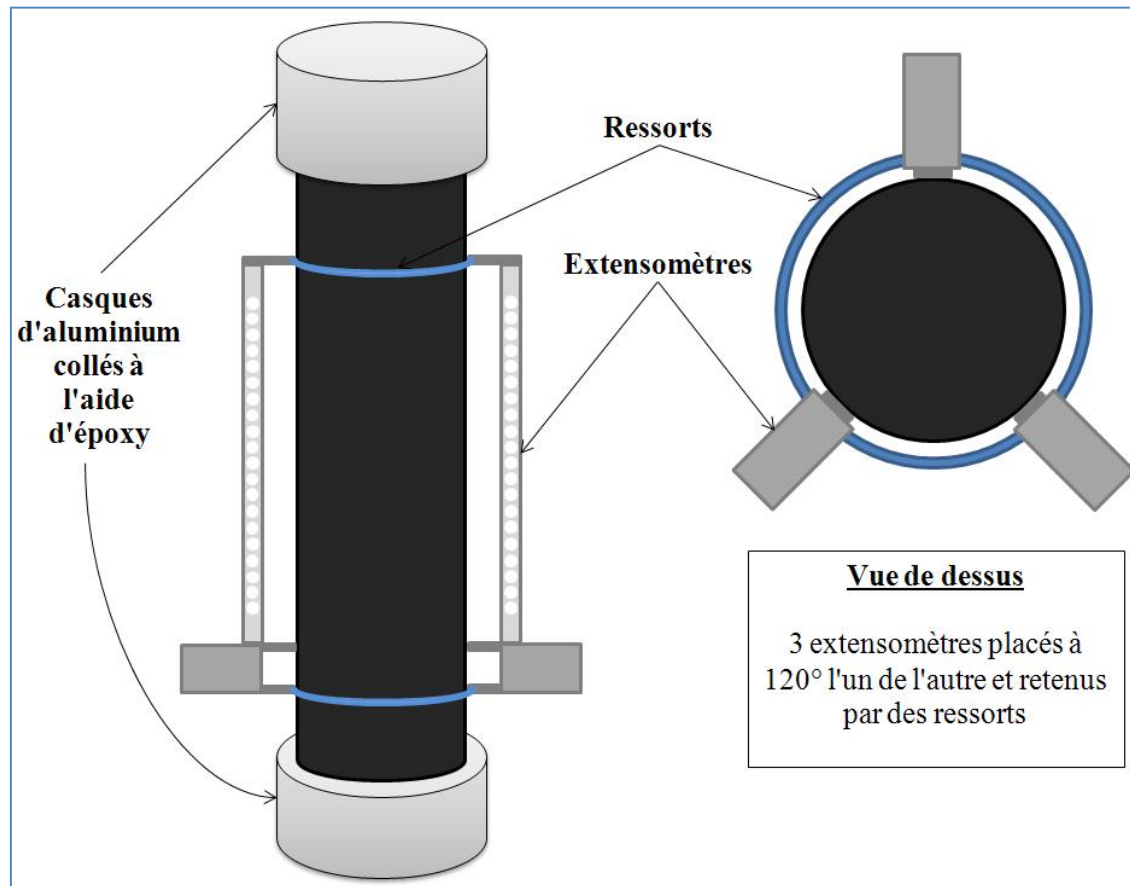 Ressorts
Extensomètres
Casques
d'aluminium
collés à
l'aide
d'époxy
Vue de dessus
3 extensomètres placés à
120° l'un de l'autre et retenus
par des ressorts